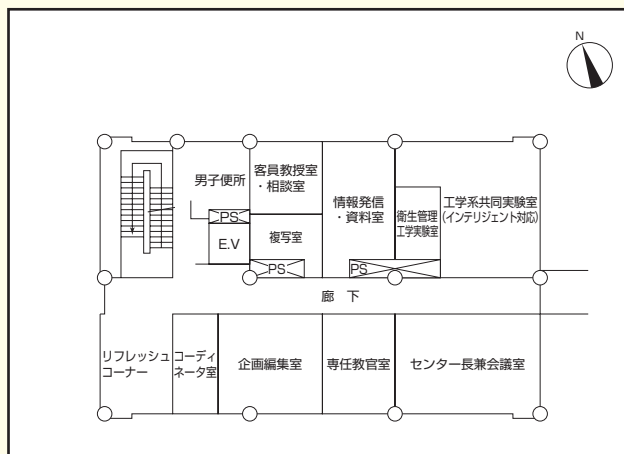 N
男子便所
客員教授室
・相談室
情報発信
・資料室
衛生管理
工学実験室
工学系共同実験室
(インテリジェント対応)
PS
E.V
複写室
PS
PS
廊 下
リフレッシュ
コーナー
コーディ
ネータ室
企画編集室
専任教官室
センター長兼会議室